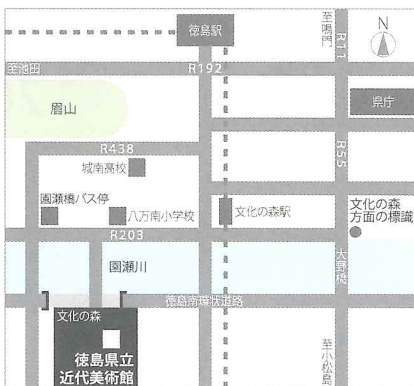 徳島駅
至鳴門
R11
N
至池田
R192
県庁
眉山
R438
R55
城南高校
園瀬橋バス停
八万南小学校
文化の森駅
文化の森
方面の標識
R203
園瀬川
大野橋
徳島南環状道路
文化の森
徳島県立
近代美術館
至小松島